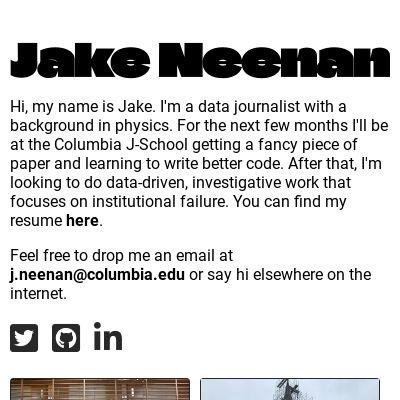 Jake Neenan
Hi, my name is Jake. I'm a data journalist with a
background in physics. For the next few months I'll be
at the Columbia J-School getting a fancy piece of
paper and learning to write better code. After that, I'm
looking to do data-driven, investigative work that
focuses on institutional failure. You can find my
resume here.
Feel free to drop me an email at
j.neenan@columbia.edu or say hi elsewhere on the
internet.
in